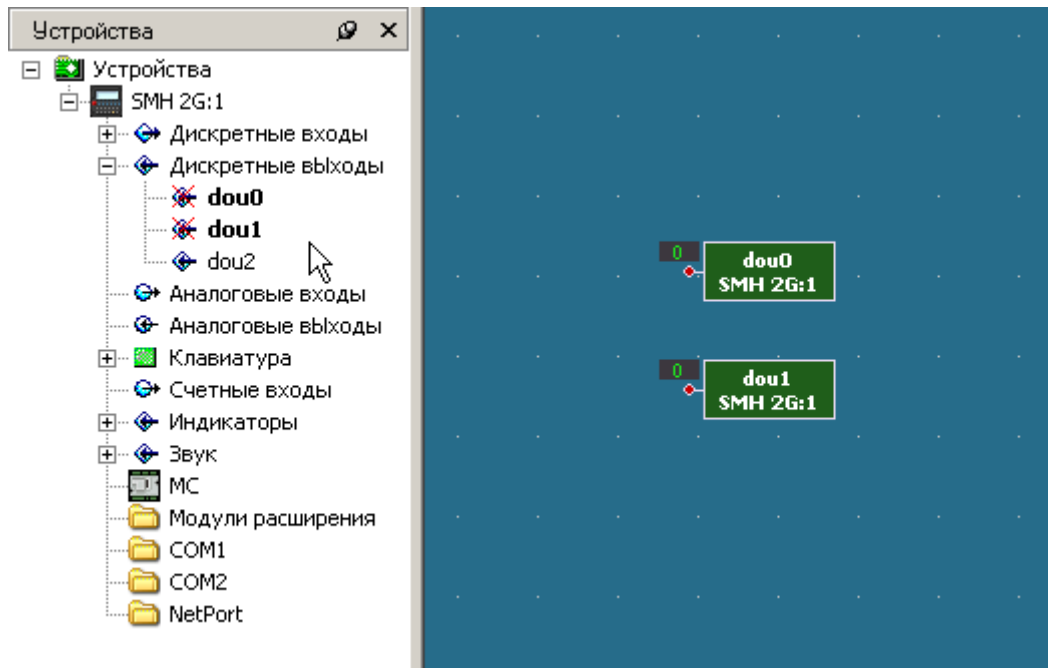 Устройства
Устройства
SMH 2G:1
Дискретные входы
Дискретные выходы
dou0
dou1
dou2
Аналоговые входы
Аналоговые выходы
Клавиатура
Счетные входы
Индикаторы
Звук
MC
Модули расширения
COM1
COM2
NetPort
0
dou0
SMH 2G:1
0
dou1
SMH 2G:1